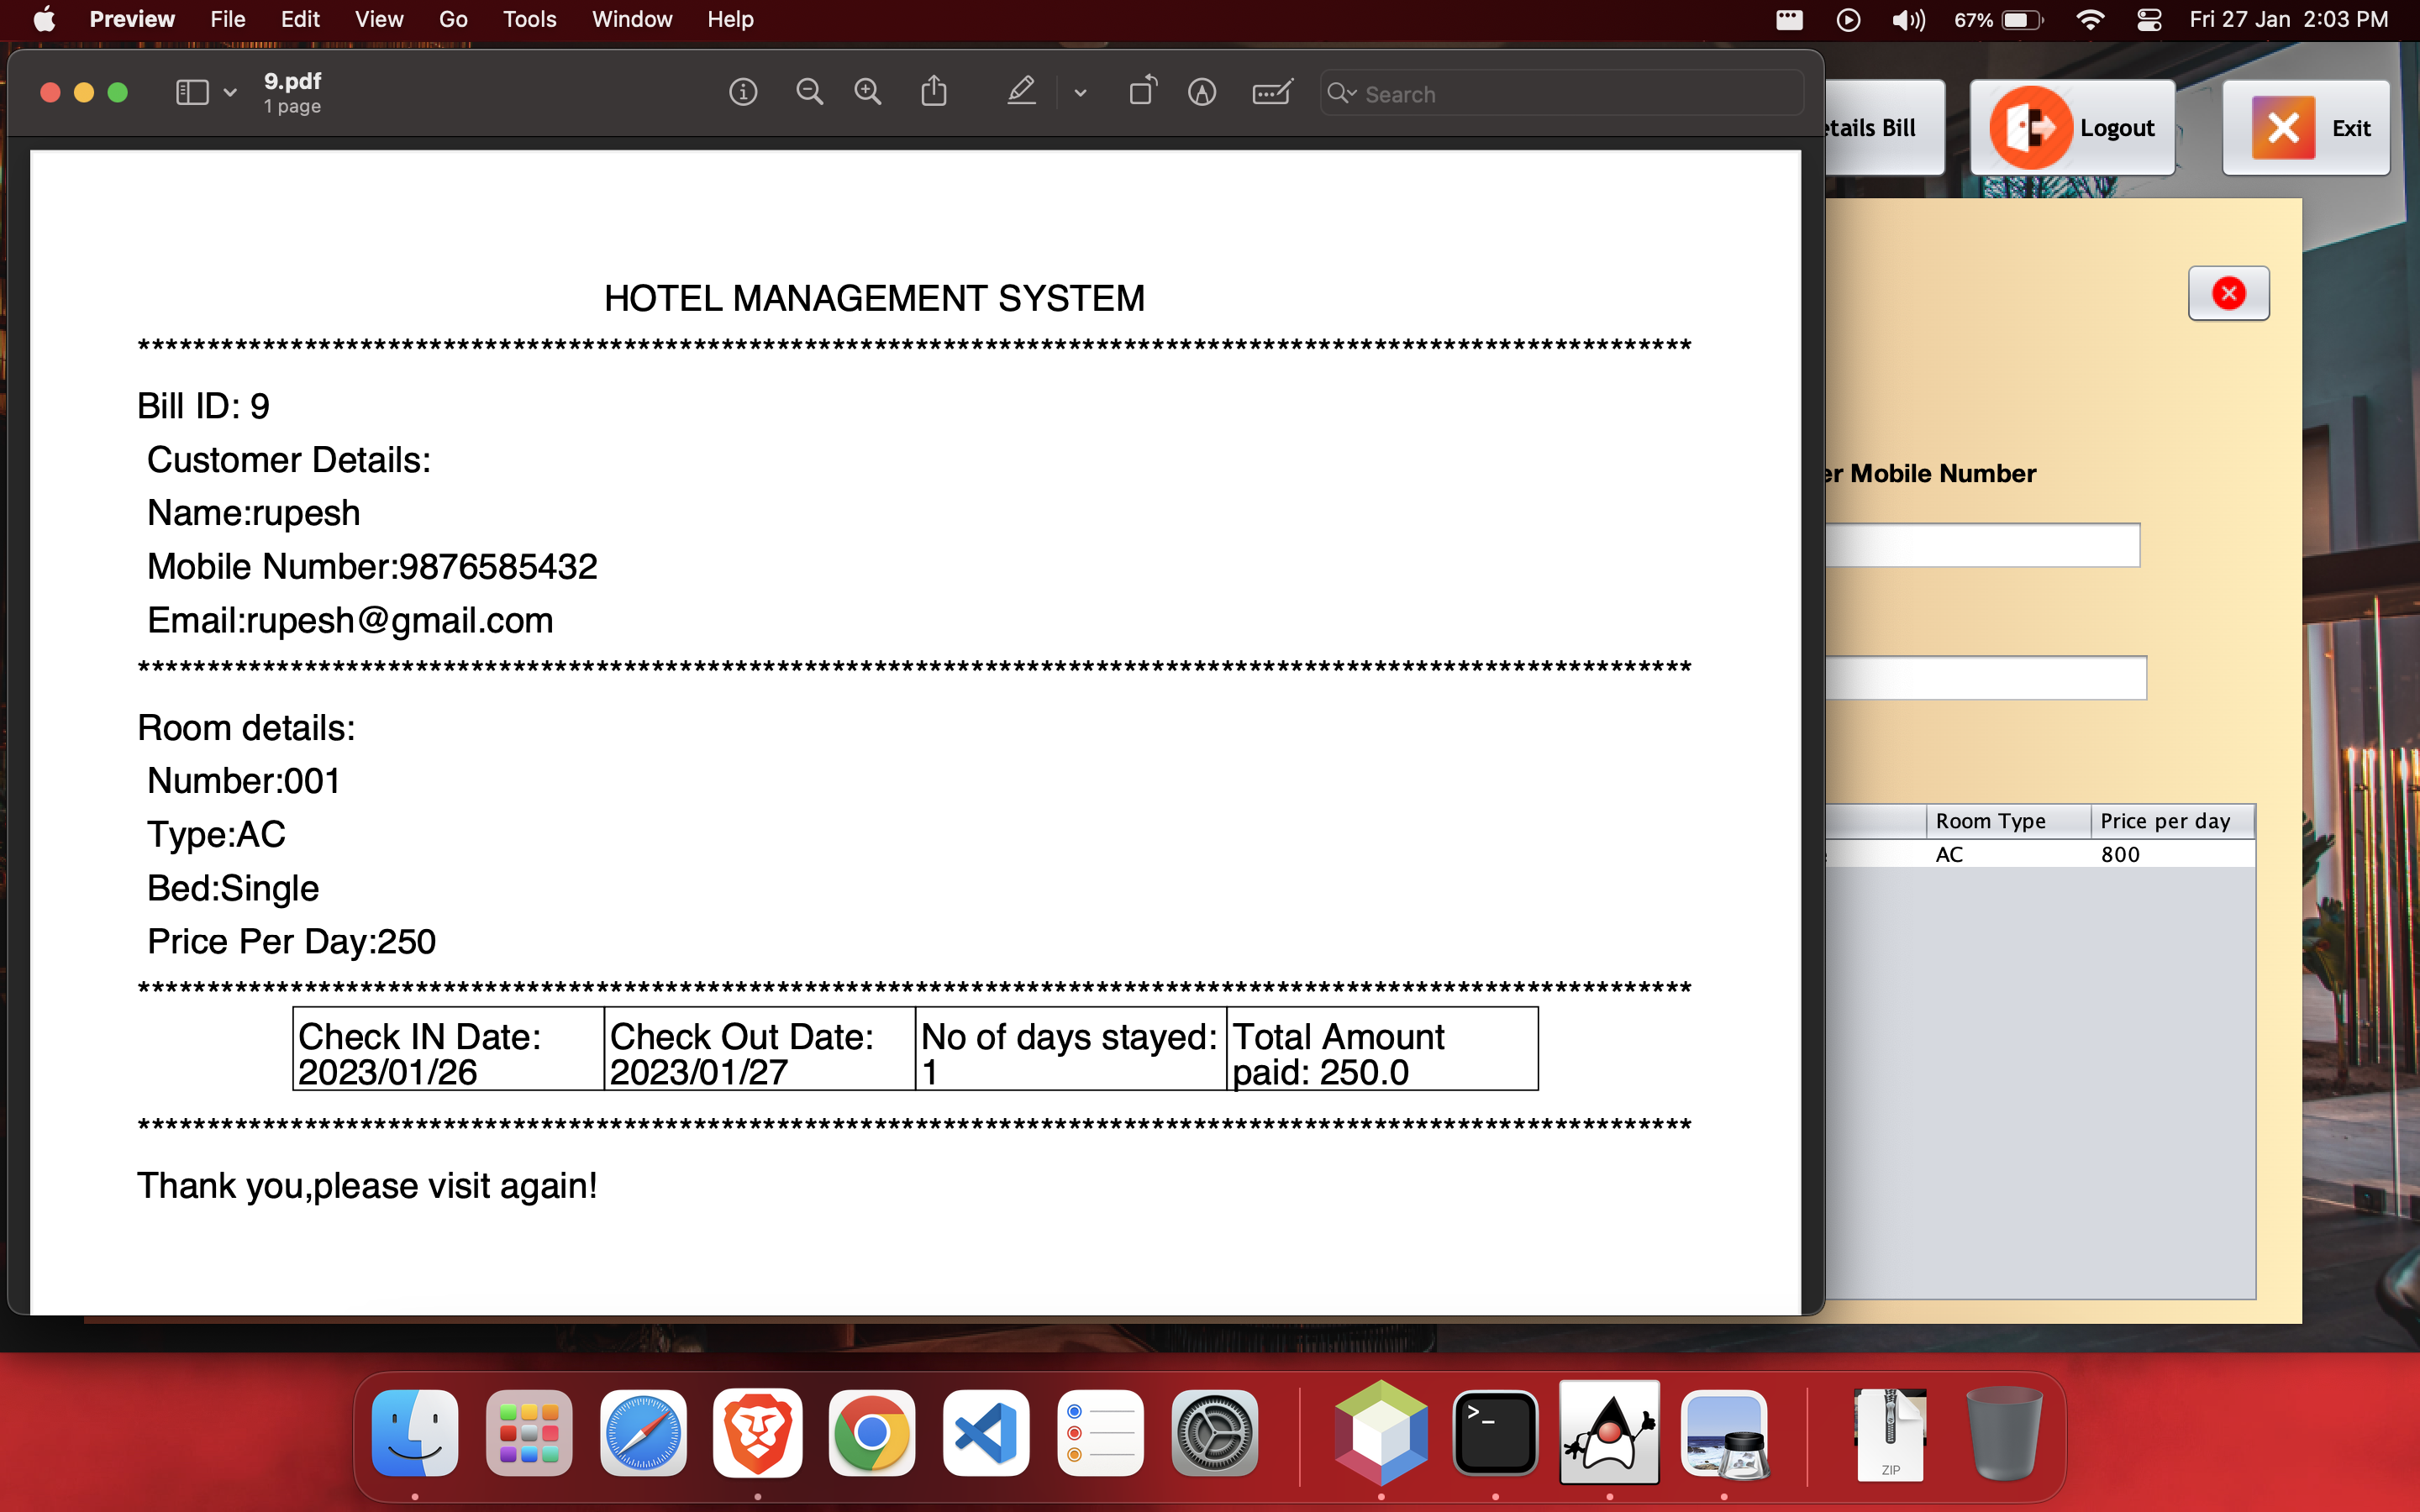 Preview File Edit View Go Tools Window Help 67% Fri 27 Jan 2:03 PM
9.pdf
1 page
Search
etails Bill
Logout
Exit
HOTEL MANAGEMENT SYSTEM
****************************************************************************************************************
Bill ID: 9
Customer Details:
Name:rupesh
Mobile Number:9876585432
Email:rupesh@gmail.com
****************************************************************************************************************
Room details:
Number:001
Type:AC
Bed:Single
Price Per Day:250
****************************************************************************************************************
Check IN Date:
2023/01/26
Check Out Date:
2023/01/27
No of days stayed:
1
Total Amount
paid: 250.0
****************************************************************************************************************
Thank you,please visit again!
er Mobile Number
Room Type Price per day
AC 800
>_
ZIP